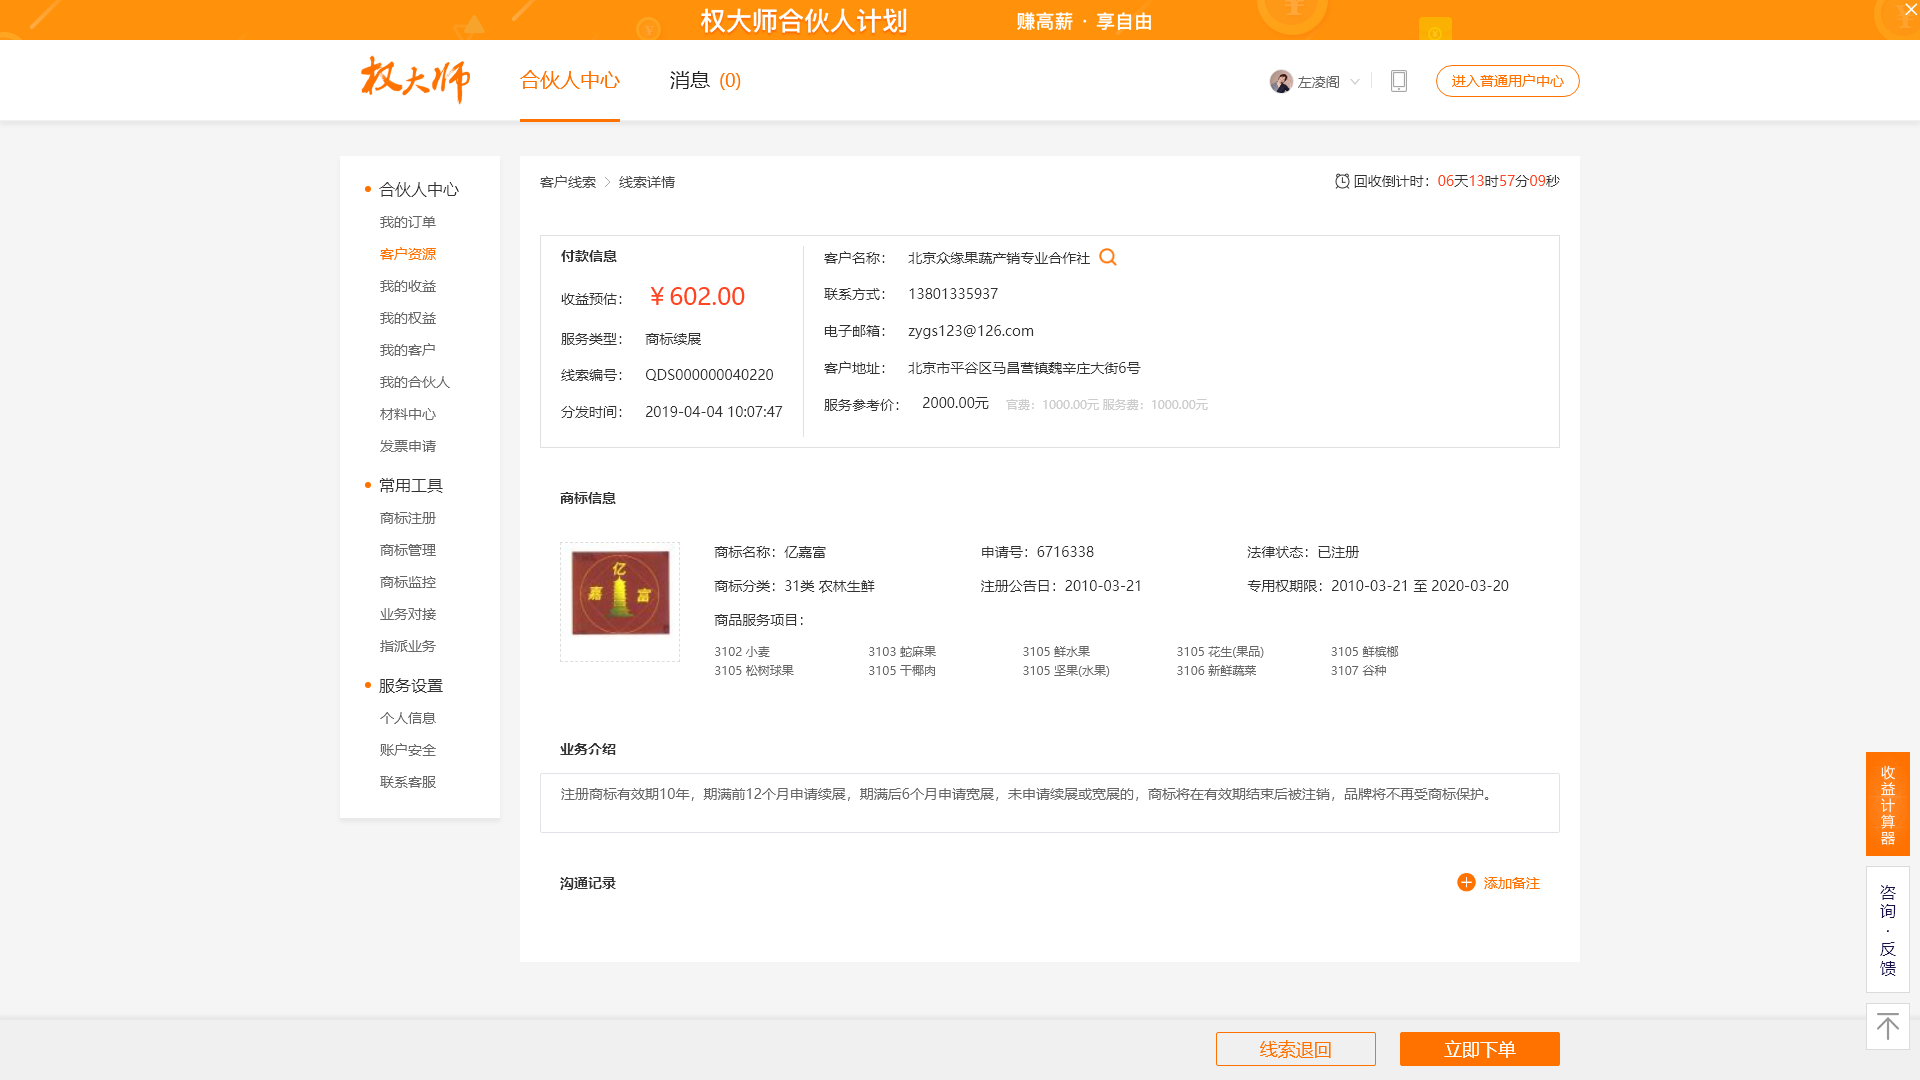 权大师合伙人计划 赚高薪 · 享自由
权大师 合伙人中心 消息 (0) 左凌阁 进入普通用户中心
合伙人中心
我的订单
客户资源
我的收益
我的权益
我的客户
我的合伙人
材料中心
发票申请
常用工具
商标注册
商标管理
商标监控
业务对接
指派业务
服务设置
个人信息
账户安全
联系客服
客户线索 > 线索详情
回收倒计时：06天13时57分09秒
付款信息
收益预估： ￥602.00
服务类型： 商标续展
线索编号： QDS000000040220
分发时间： 2019-04-04 10:07:47
客户名称： 北京众缘果蔬产销专业合作社
联系方式： 13801335937
电子邮箱： zygs123@126.com
客户地址： 北京市平谷区马昌营镇魏辛庄大街6号
服务参考价： 2000.00元 官费：1000.00元 服务费：1000.00元
商标信息
亿
嘉 富
商标名称：亿嘉富 申请号：6716338 法律状态：已注册
商标分类：31类 农林生鲜 注册公告日：2010-03-21 专用权期限：2010-03-21 至 2020-03-20
商品服务项目：
3102 小麦 3103 蛇麻果 3105 鲜水果 3105 花生(果品) 3105 鲜槟榔
3105 松树球果 3105 干椰肉 3105 坚果(水果) 3106 新鲜蔬菜 3107 谷种
业务介绍
注册商标有效期10年，期满前12个月申请续展，期满后6个月申请宽展，未申请续展或宽展的，商标将在有效期结束后被注销，品牌将不再受商标保护。
沟通记录
添加备注
收益计算器
咨询·反馈
线索退回 立即下单